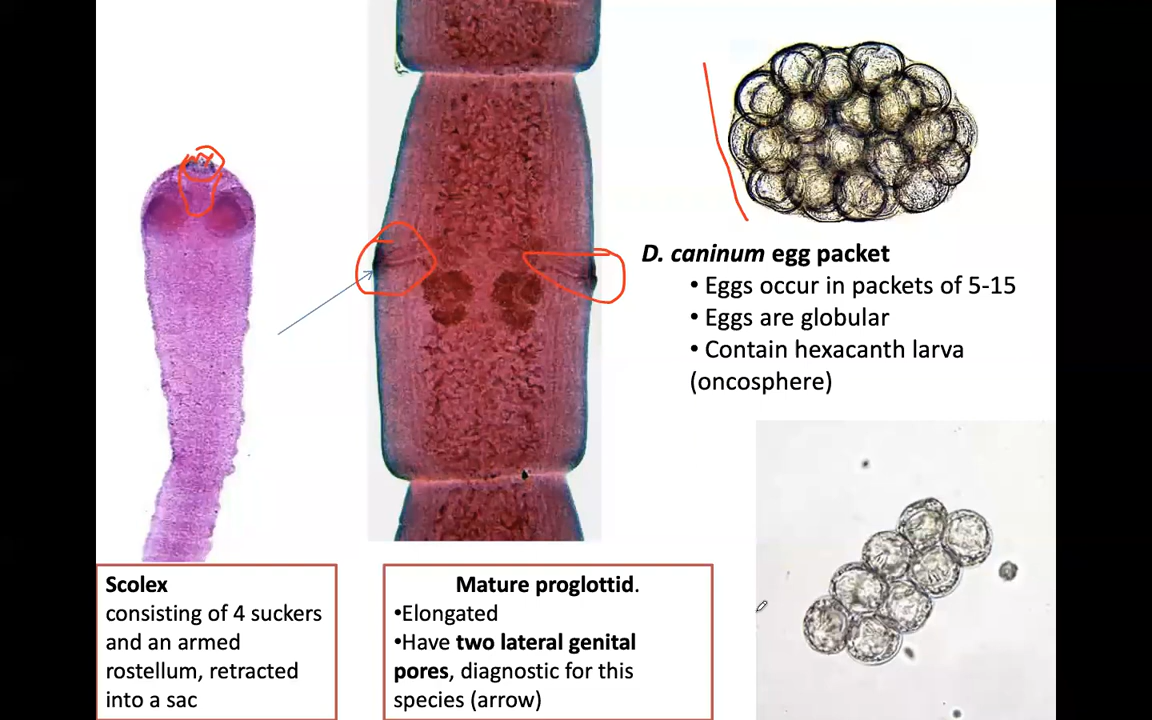 D. caninum egg packet
• Eggs occur in packets of 5-15
• Eggs are globular
• Contain hexacanth larva
(oncosphere)
Scolex
consisting of 4 suckers
and an armed
rostellum, retracted
into a sac
Mature proglottid.
•Elongated
•Have two lateral genital
pores, diagnostic for this
species (arrow)